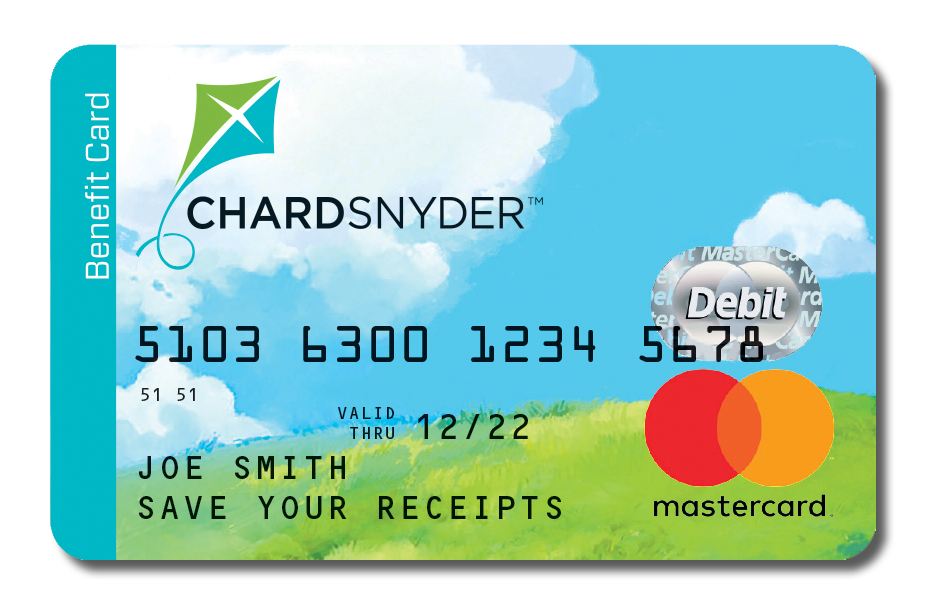 Benefit Card
CHARDSNYDER™
Debit
5103 6300 1234 5678
51 51
VALID
THRU 12/22
JOE SMITH
SAVE YOUR RECEIPTS
mastercard